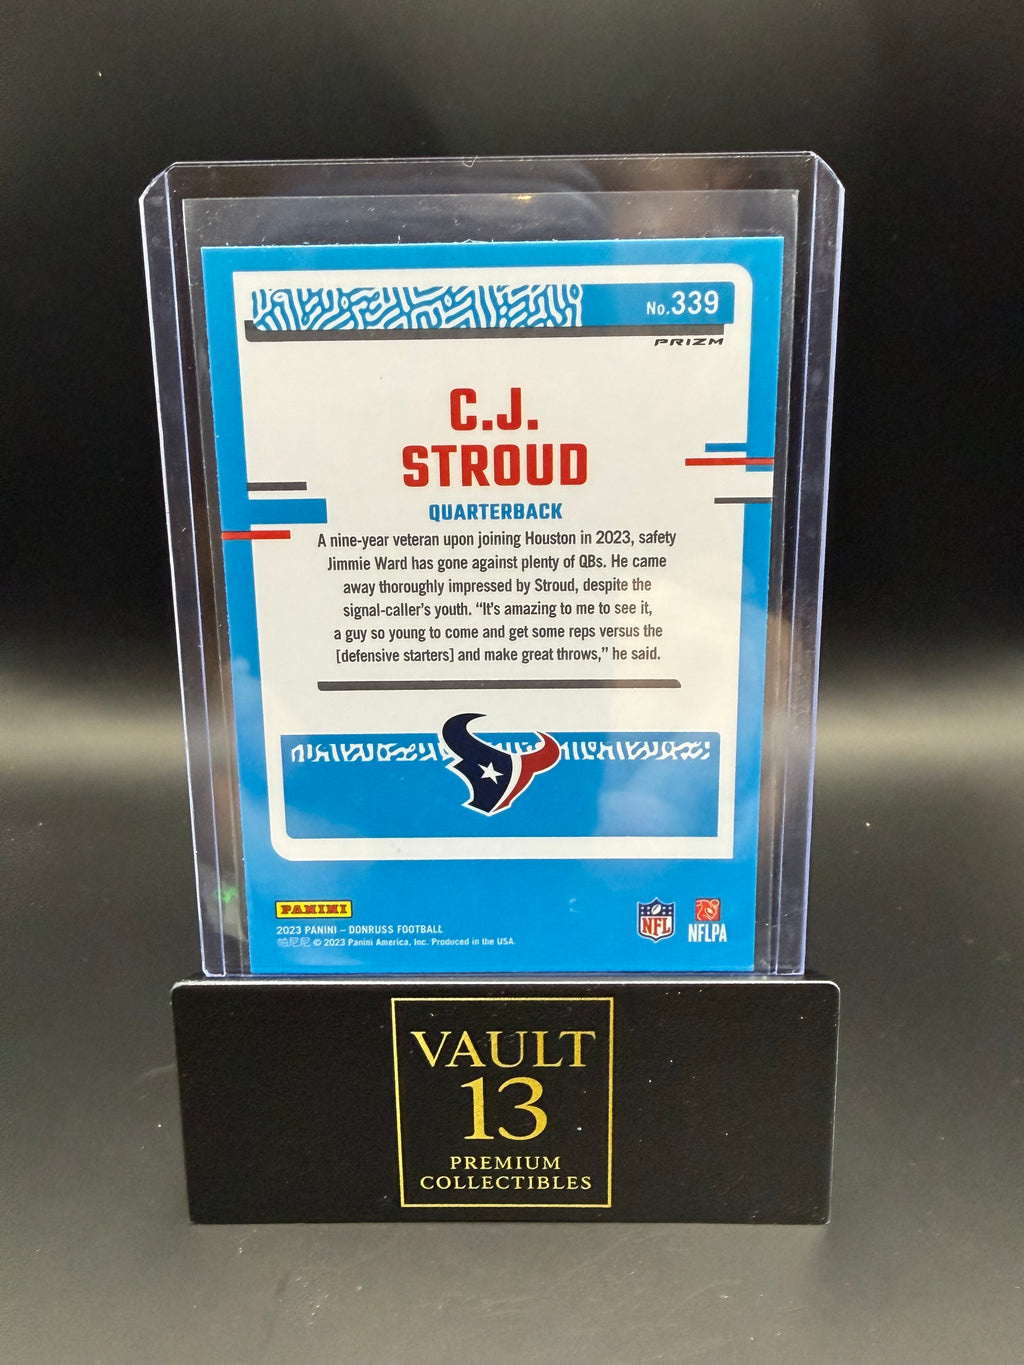 No.339
PRIZM
C.J.
STROUD
QUARTERBACK
A nine-year veteran upon joining Houston in 2023, safety
Jimmie Ward has gone against plenty of QBs. He came
away thoroughly impressed by Stroud, despite the
signal-caller's youth. “It's amazing to me to see it,
a guy so young to come and get some reps versus the
[defensive starters] and make great throws,” he said.
PANINI
2023 PANINI – DONRUSS FOOTBALL
帕尼尼 © 2023 Panini America, Inc. Produced in the USA.
NFL
NFLPA
VAULT
13
PREMIUM
COLLECTIBLES